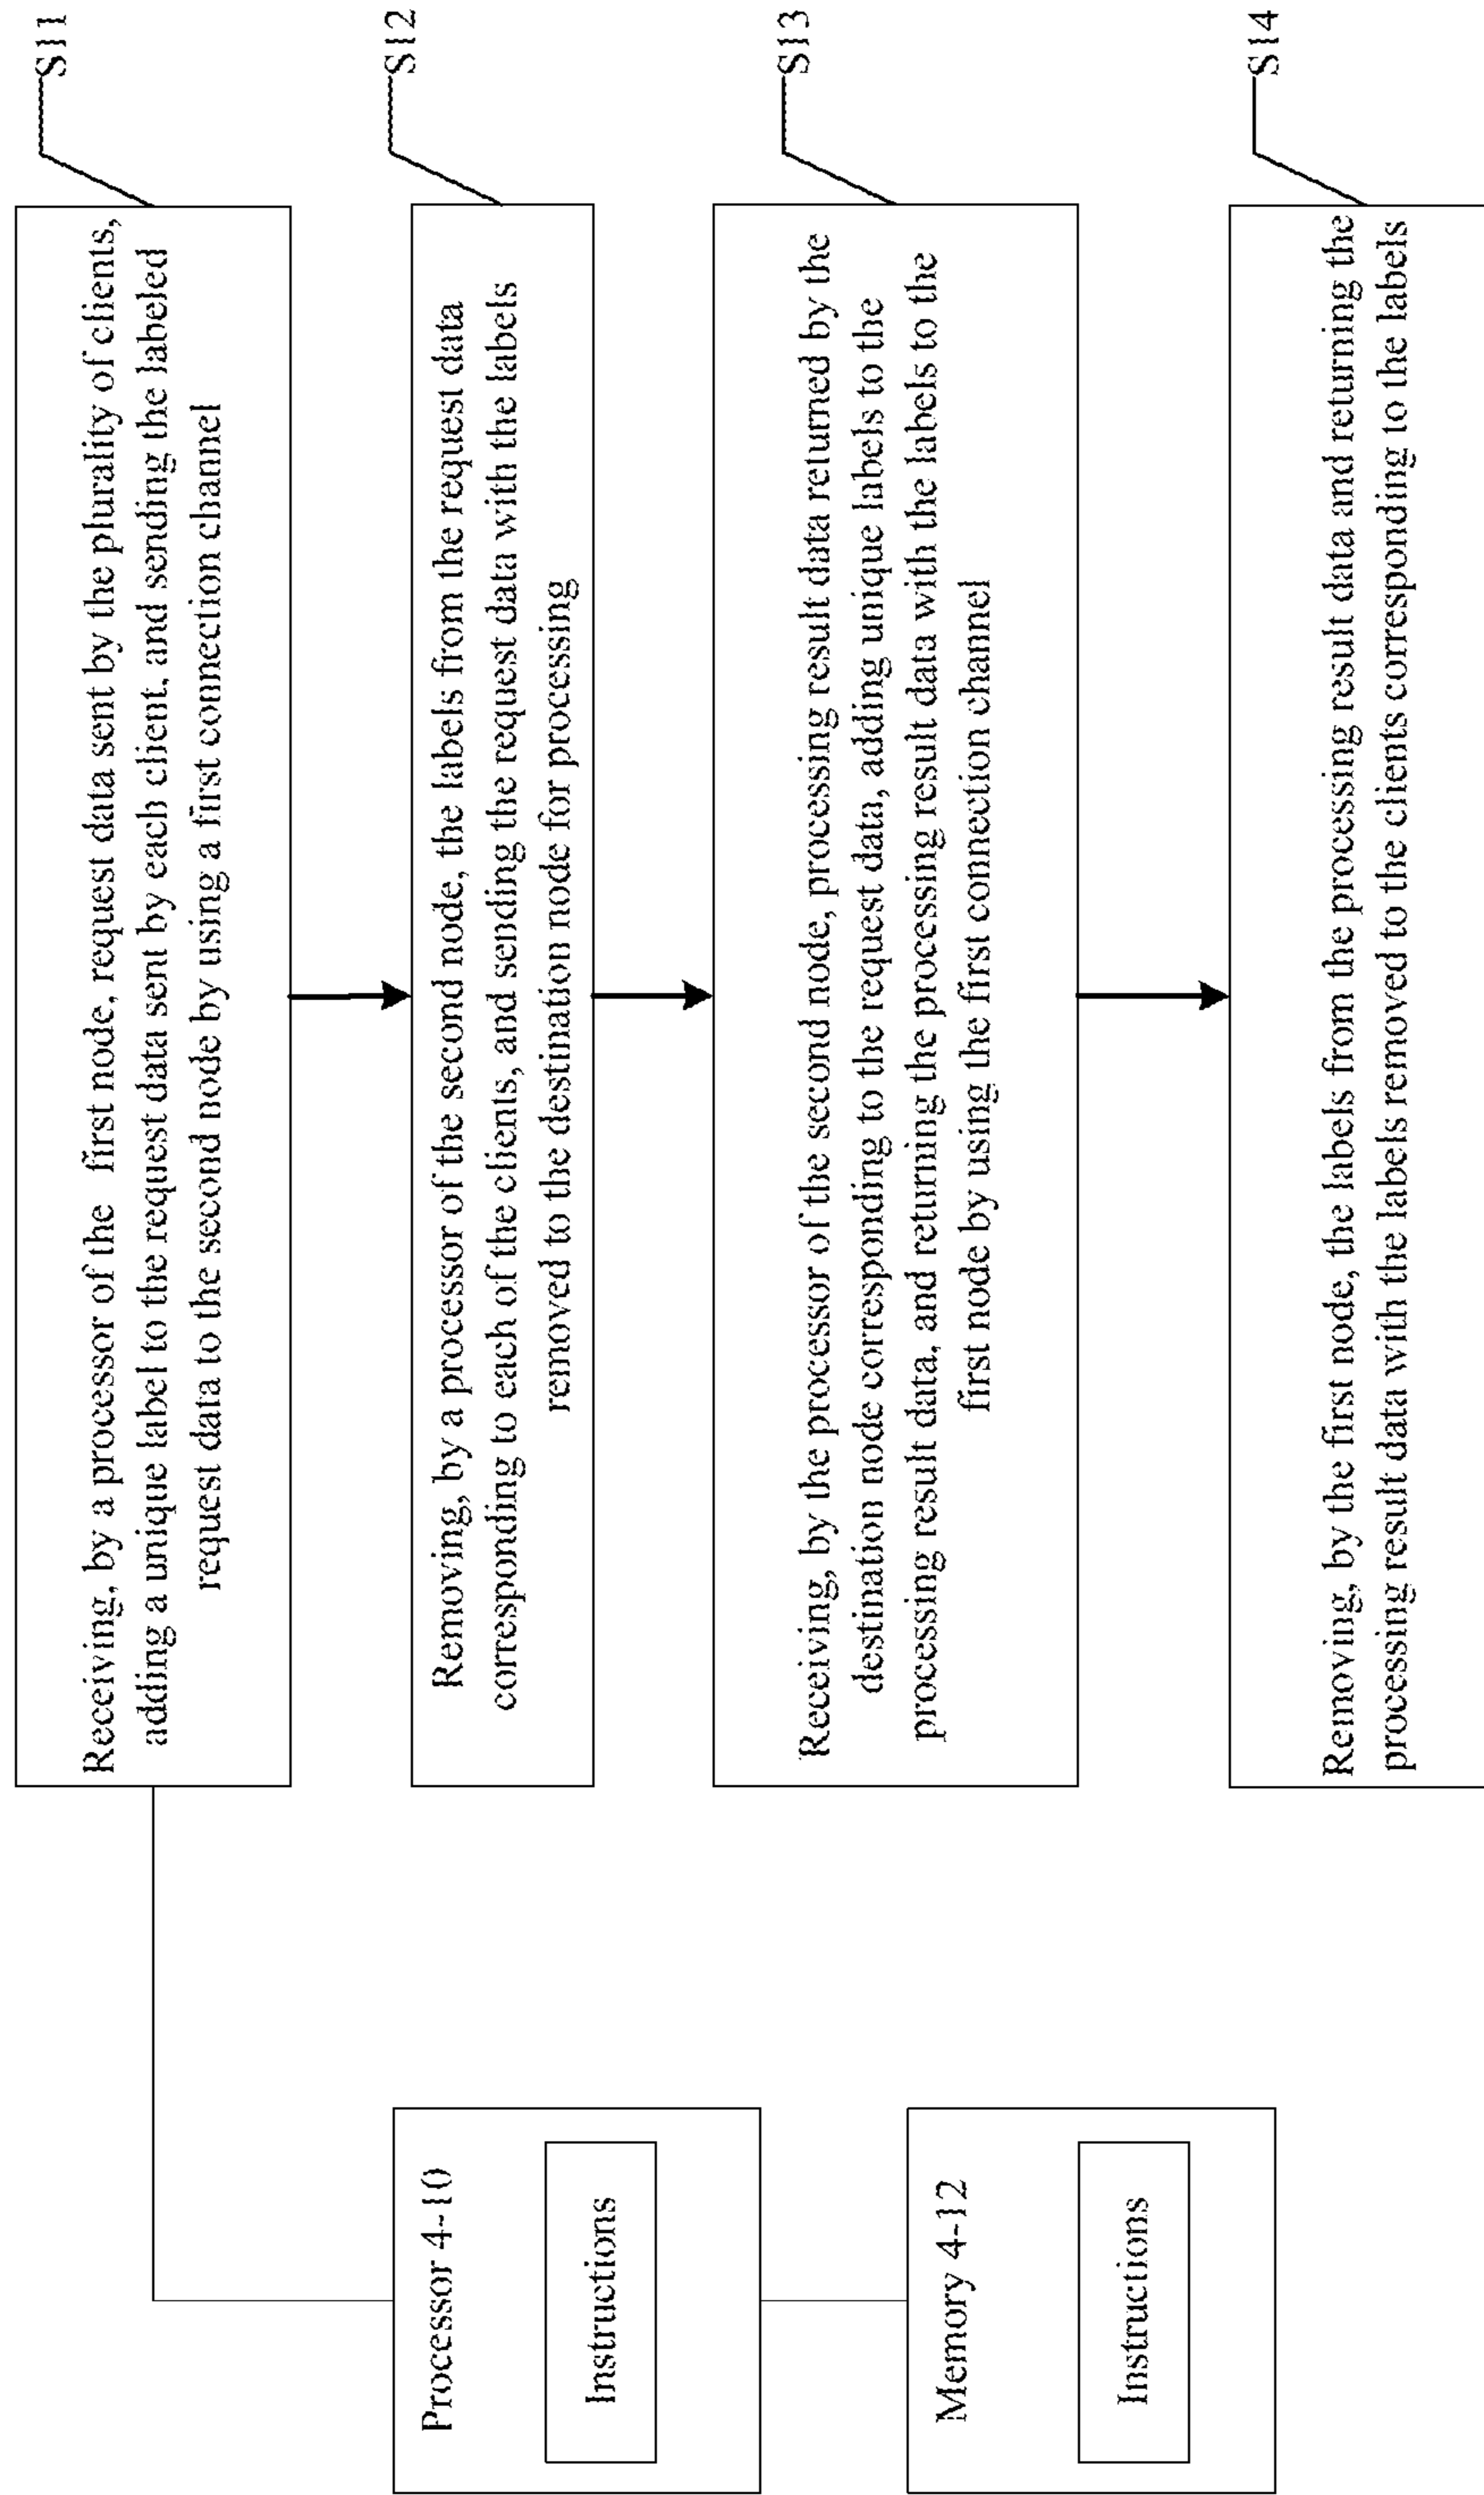 Receiving, by a processor of the first node, request data sent by the plurality of clients,
adding a unique label to the request data sent by each client, and sending the labeled
request data to the second node by using a first connection channel
S11
Removing, by a processor of the second node, the labels from the request data
corresponding to each of the clients, and sending the request data with the labels
removed to the destination node for processing
S12
Receiving, by the processor of the second node, processing result data returned by the
destination node corresponding to the request data, adding unique labels to the
processing result data, and returning the processing result data with the labels to the
first node by using the first connection channel
S13
Removing, by the first node, the labels from the processing result data and returning the
processing result data with the labels removed to the clients corresponding to the labels
S14
Processor 4-10
Instructions
Memory 4-12
Instructions